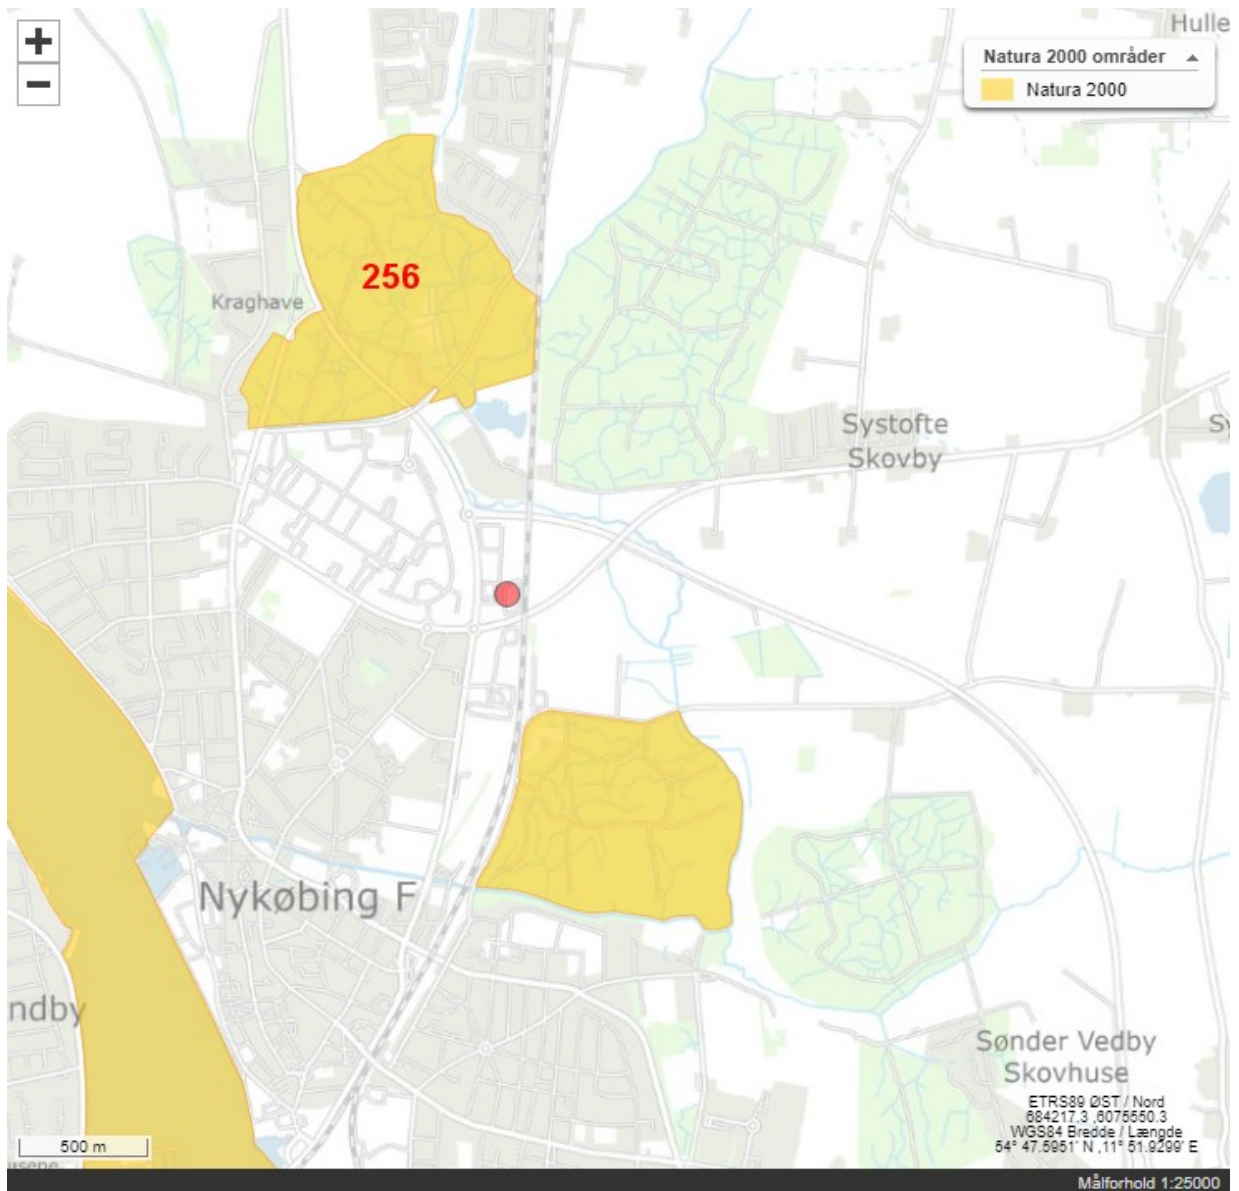 +
−
Hulle
Natura 2000 områder
Natura 2000
256
Kraghave
Systofte
Skovby
Sy
Nykøbing F
ndby
Sønder Vedby
Skovhuse
ETRS89 ØST / Nord
684217.3 ,6075550.3
WGS84 Bredde / Længde
54° 47.5951' N ,11° 51.9299' E
500 m
usene
Målforhold 1:25000